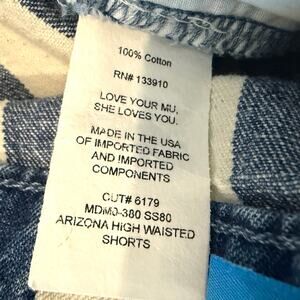 100% Cotton
RN# 133910
LOVE YOUR MU,
SHE LOVES YOU.
MADE IN THE USA
OF IMPORTED FABRIC
AND IMPORTED
COMPONENTS
CUT# 6179
MDM0-380 SS80
ARIZONA HIGH WAISTED
SHORTS